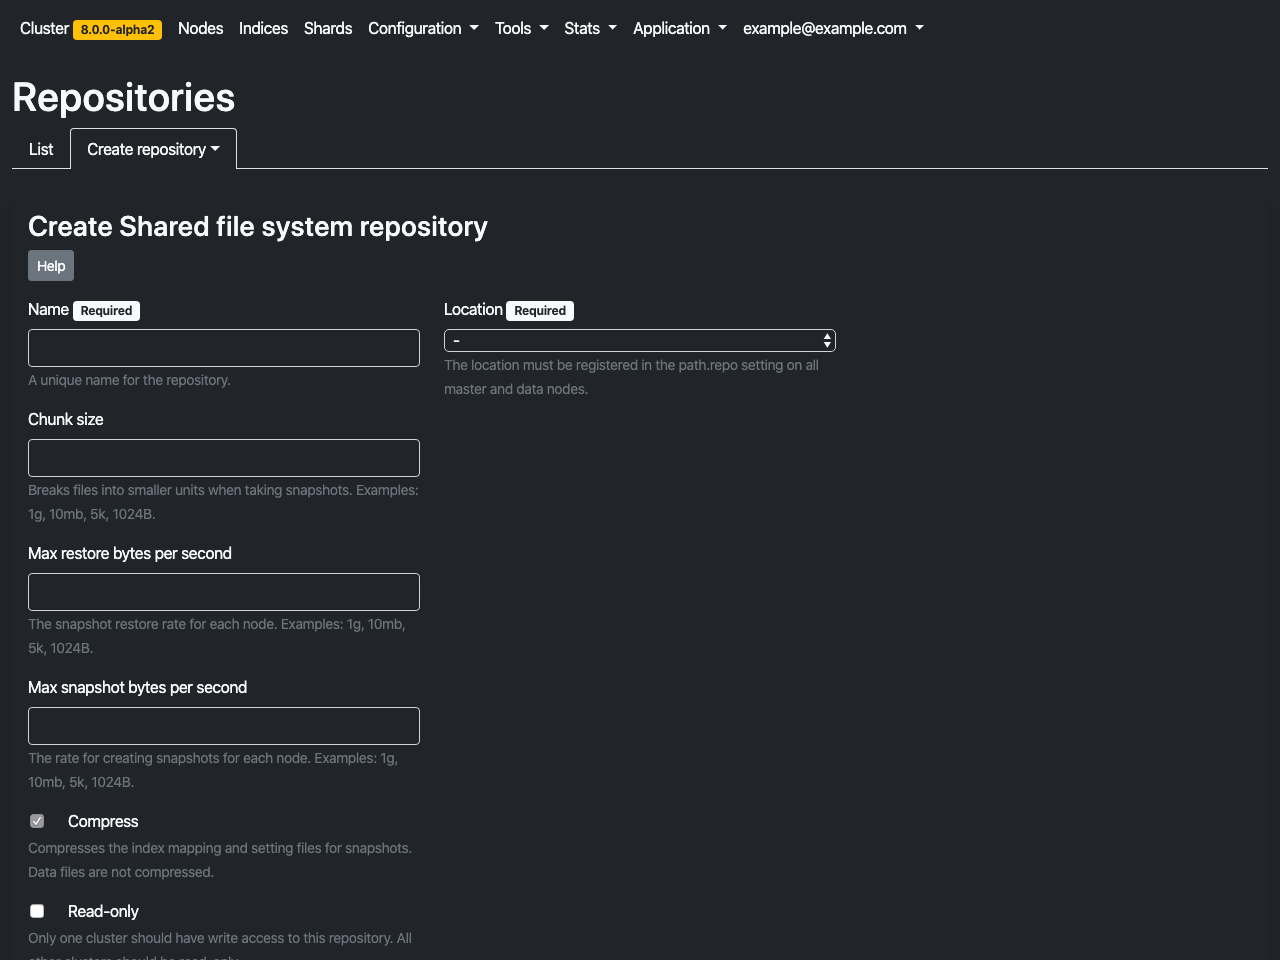 Cluster 8.0.0-alpha2 Nodes Indices Shards Configuration Tools Stats Application example@example.com
Repositories
List Create repository
Create Shared file system repository
Help
Name Required
A unique name for the repository.
Location Required
-
The location must be registered in the path.repo setting on all
master and data nodes.
Chunk size
Breaks files into smaller units when taking snapshots. Examples:
1g, 10mb, 5k, 1024B.
Max restore bytes per second
The snapshot restore rate for each node. Examples: 1g, 10mb,
5k, 1024B.
Max snapshot bytes per second
The rate for creating snapshots for each node. Examples: 1g,
10mb, 5k, 1024B.
Compress
Compresses the index mapping and setting files for snapshots.
Data files are not compressed.
Read-only
Only one cluster should have write access to this repository. All